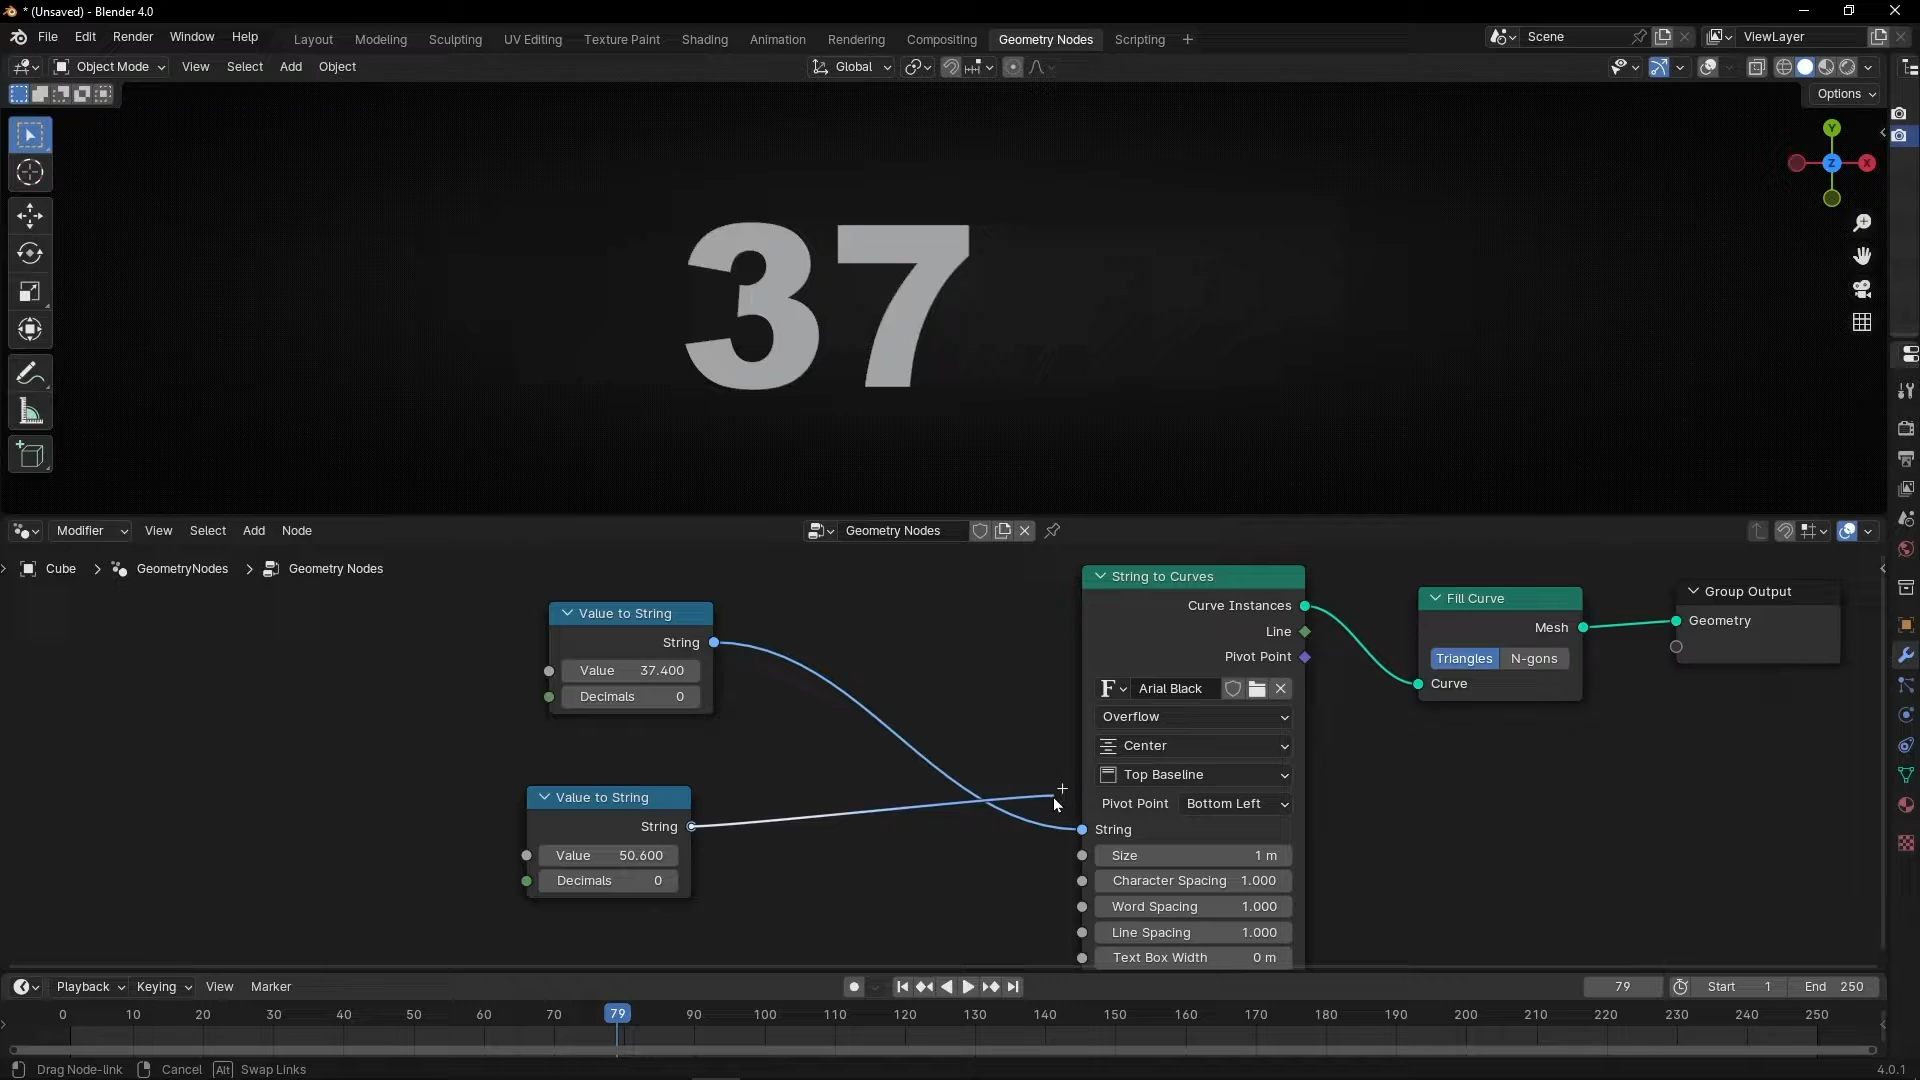 * (Unsaved) - Blender 4.0
File Edit Render Window Help Layout Modeling Sculpting UV Editing Texture Paint Shading Animation Rendering Compositing Geometry Nodes Scripting + Scene ViewLayer
Object Mode View Select Add Object Global
Options
Y
Z X
37
Modifier View Select Add Node Geometry Nodes
Cube > GeometryNodes > Geometry Nodes
String to Curves
Curve Instances
Line
Pivot Point
F Arial Black
Overflow
Center
Top Baseline
Pivot Point Bottom Left
String
Size 1 m
Character Spacing 1.000
Word Spacing 1.000
Line Spacing 1.000
Text Box Width 0 m
Value to String
String
Value 37.400
Decimals 0
Value to String
String
Value 50.600
Decimals 0
Fill Curve
Mesh
Triangles N-gons
Curve
Group Output
Geometry
Playback Keying View Marker 79 Start 1 End 250
0 10 20 30 40 50 60 79 90 100 110 120 130 140 150 160 170 180 190 200 210 220 230 240 250
Drag Node-link Cancel Alt Swap Links 4.0.1